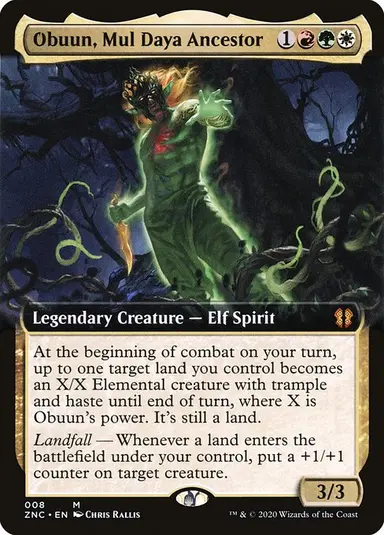 Obuun, Mul Daya Ancestor 1
Legendary Creature — Elf Spirit
At the beginning of combat on your turn,
up to one target land you control becomes
an X/X Elemental creature with trample
and haste until end of turn, where X is
Obuun's power. It's still a land.
Landfall — Whenever a land enters the
battlefield under your control, put a +1/+1
counter on target creature.
3/3
008 M
ZNC • EN Chris Rallis
™ & © 2020 Wizards of the Coast